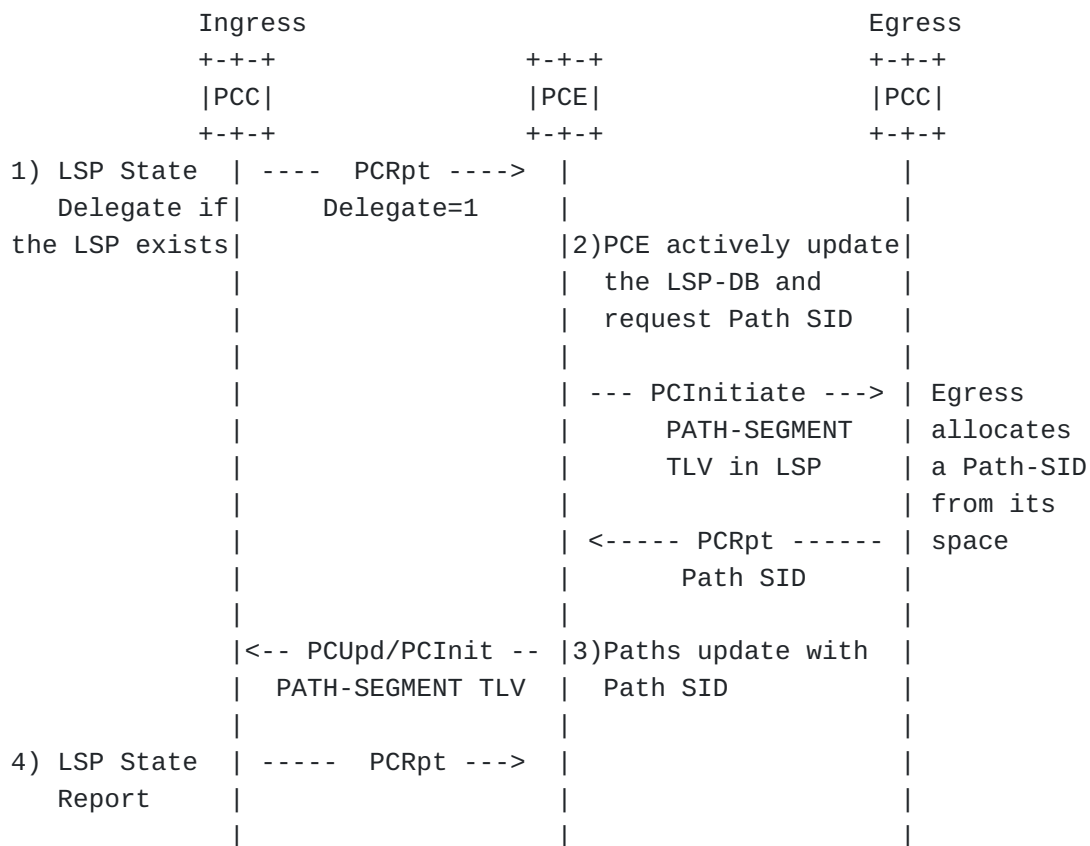 Ingress                                    Egress
            +-+-+               +-+-+                +-+-+
            |PCC|               |PCE|                |PCC|
            +-+-+               +-+-+                +-+-+
1) LSP State  | ----  PCRpt ---->  |                    |
   Delegate if|     Delegate=1     |                    |
the LSP exists|                    |2)PCE actively update|
              |                    |  the LSP-DB and     |
              |                    |  request Path SID   |
              |                    |                    |
              |                    | --- PCInitiate ---> | Egress
              |                    |     PATH-SEGMENT    | allocates
              |                    |     TLV in LSP      | a Path-SID
              |                    |                    | from its
              |                    | <----- PCRpt ------ | space
              |                    |      Path SID       |
              |                    |                    |
              |<-- PCUpd/PCInit -- |3)Paths update with  |
              |  PATH-SEGMENT TLV  |  Path SID           |
              |                    |                    |
4) LSP State  | -----  PCRpt --->  |                    |
   Report     |                    |                    |
              |                    |                    |